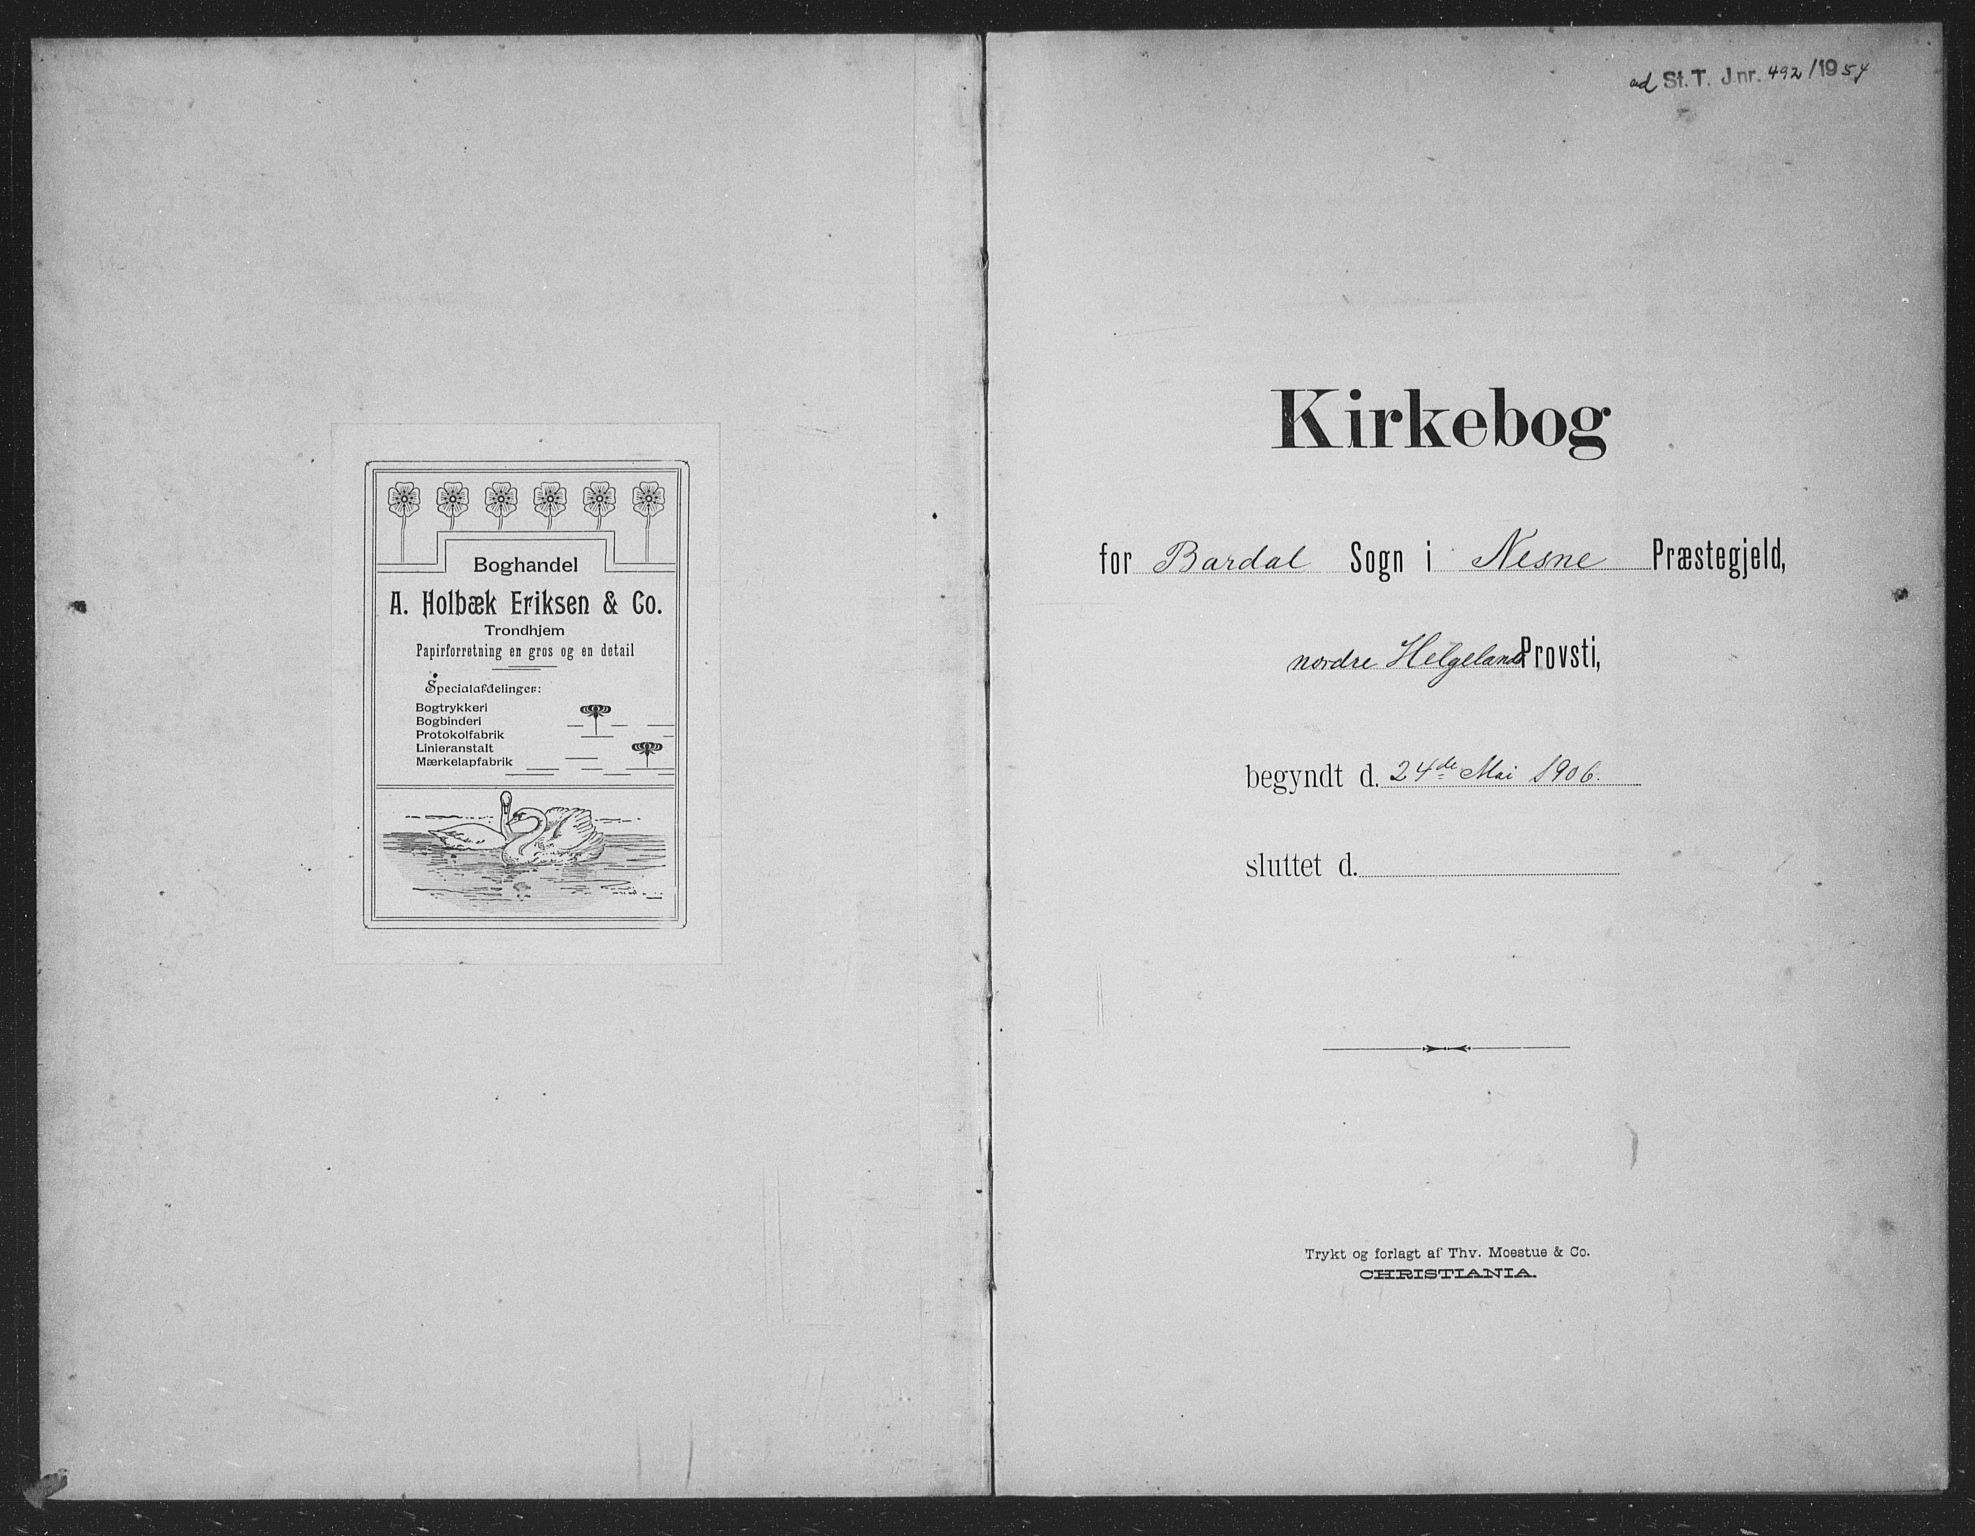 Boghandel
A. Holbæk Eriksen & Co.
Trondhjem
Papirforretning en gros og en detail
Specialafdelinger:
Bogtrykkeri
Bogbinderi
Protokolfabrik
Linieranstalt
Mærkelapfabrik
ad St. T. J.nr. 492/1954
Kirkebog
for Bardal Sogn i Nesne Præstegjeld,
nordre Helgelands Provsti,
begyndt d. 24de Mai 1906.
sluttet d.
Trykt og forlagt af Thv. Moestue & Co.
CHRISTIANIA.